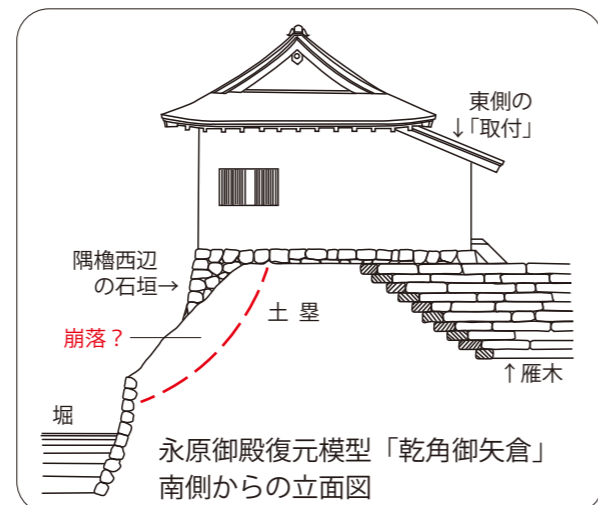 東側の
↓「取付」
隅櫓西辺
の石垣→
崩落？
土塁
↑雁木
堀
永原御殿復元模型「乾角御矢倉」
南側からの立面図